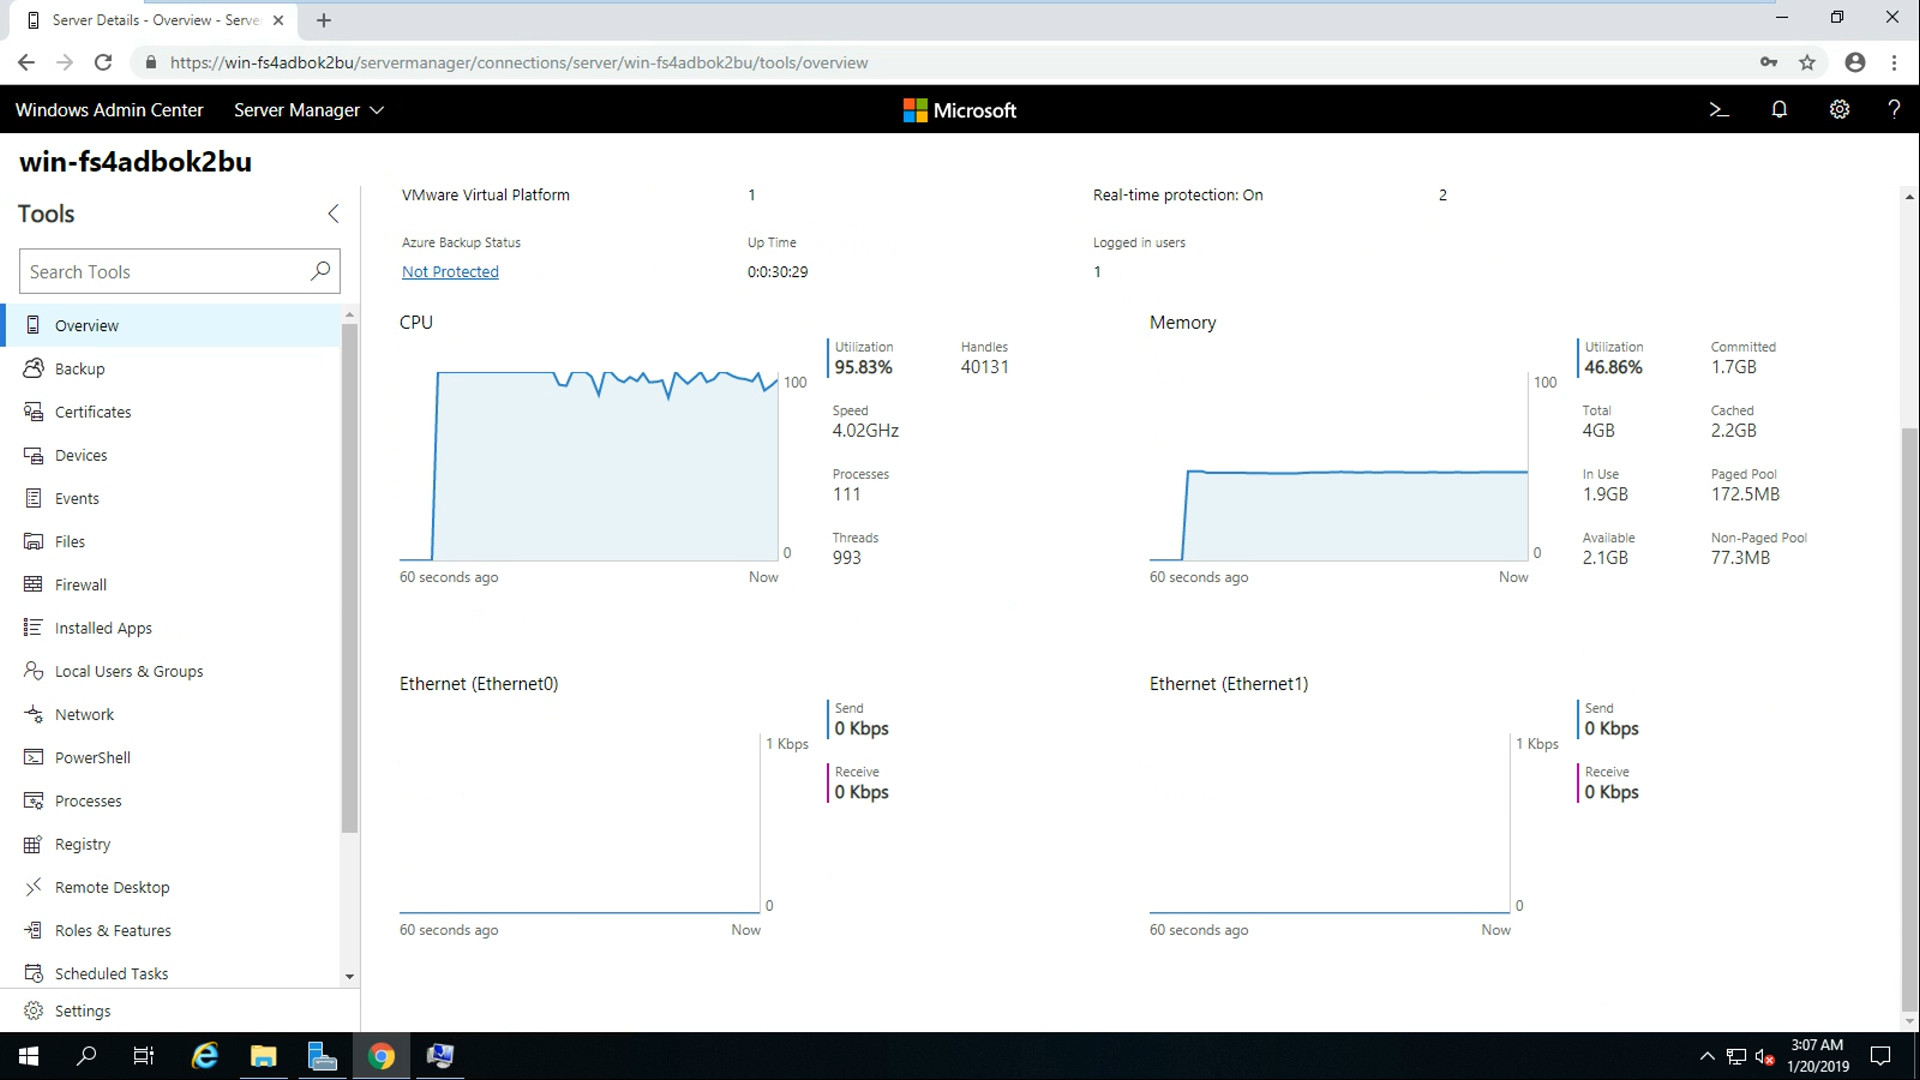 Server Details - Overview - Serve
https://win-fs4adbok2bu/servermanager/connections/server/win-fs4adbok2bu/tools/overview
Windows Admin Center
Server Manager
Microsoft
win-fs4adbok2bu
Tools
Search Tools
Overview
Backup
Certificates
Devices
Events
Files
Firewall
Installed Apps
Local Users & Groups
Network
PowerShell
Processes
Registry
Remote Desktop
Roles & Features
Scheduled Tasks
Settings
VMware Virtual Platform
1
Real-time protection: On
2
Azure Backup Status
Not Protected
Up Time
0:0:30:29
Logged in users
1
CPU
100
0
60 seconds ago
Now
Utilization
95.83%
Handles
40131
Speed
4.02GHz
Processes
111
Threads
993
Memory
100
0
60 seconds ago
Now
Utilization
46.86%
Committed
1.7GB
Total
4GB
Cached
2.2GB
In Use
1.9GB
Paged Pool
172.5MB
Available
2.1GB
Non-Paged Pool
77.3MB
Ethernet (Ethernet0)
1 Kbps
0
60 seconds ago
Now
Send
0 Kbps
Receive
0 Kbps
Ethernet (Ethernet1)
1 Kbps
0
60 seconds ago
Now
Send
0 Kbps
Receive
0 Kbps
3:07 AM
1/20/2019